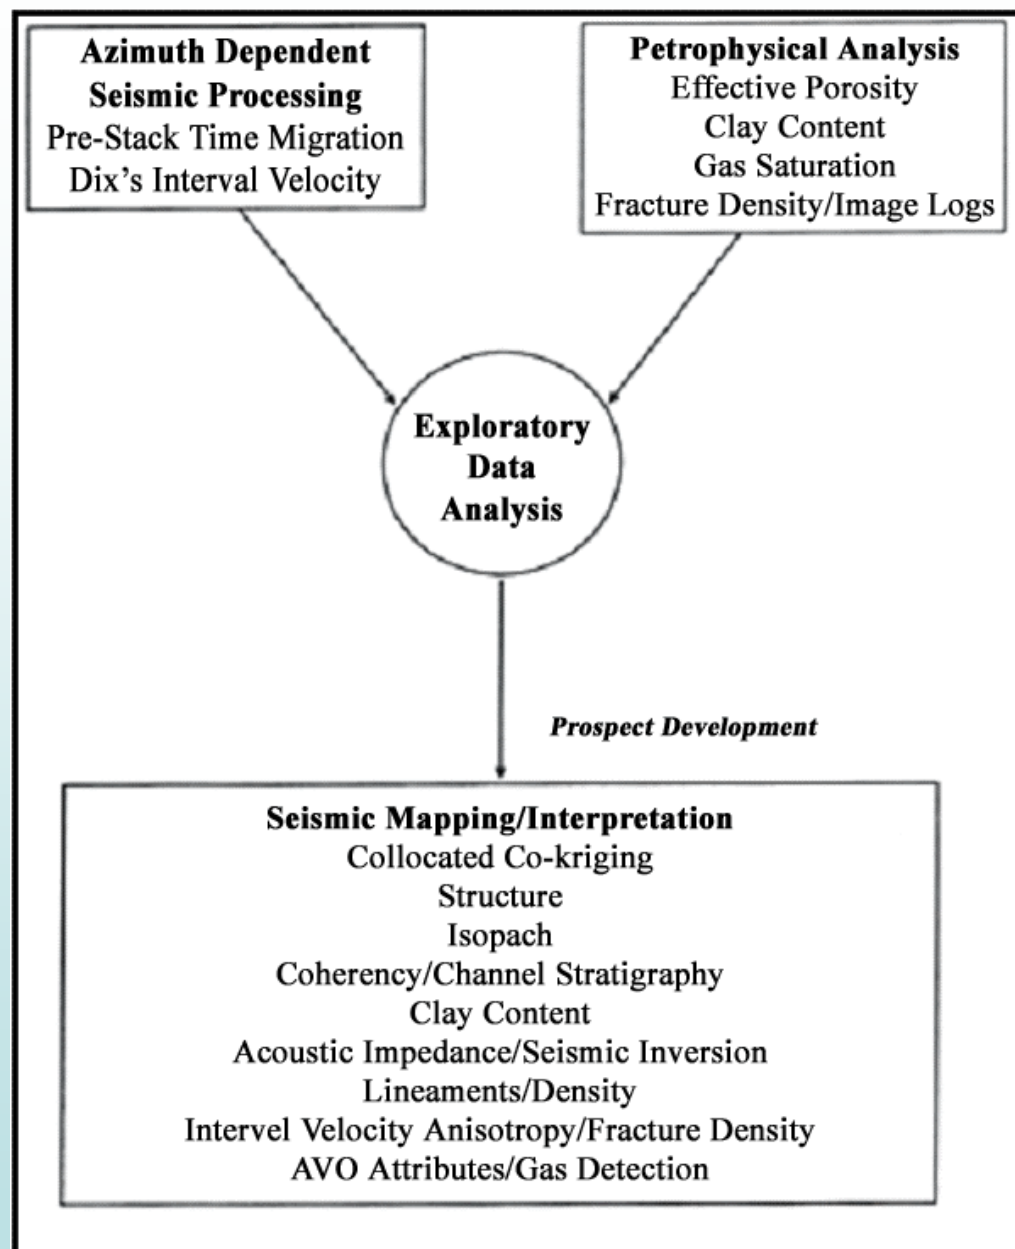 Azimuth Dependent
Seismic Processing
Pre-Stack Time Migration
Dix's Interval Velocity
Petrophysical Analysis
Effective Porosity
Clay Content
Gas Saturation
Fracture Density/Image Logs
Exploratory
Data
Analysis
Prospect Development
Seismic Mapping/Interpretation
Collocated Co-kriging
Structure
Isopach
Coherency/Channel Stratigraphy
Clay Content
Acoustic Impedance/Seismic Inversion
Lineaments/Density
Intervel Velocity Anisotropy/Fracture Density
AVO Attributes/Gas Detection